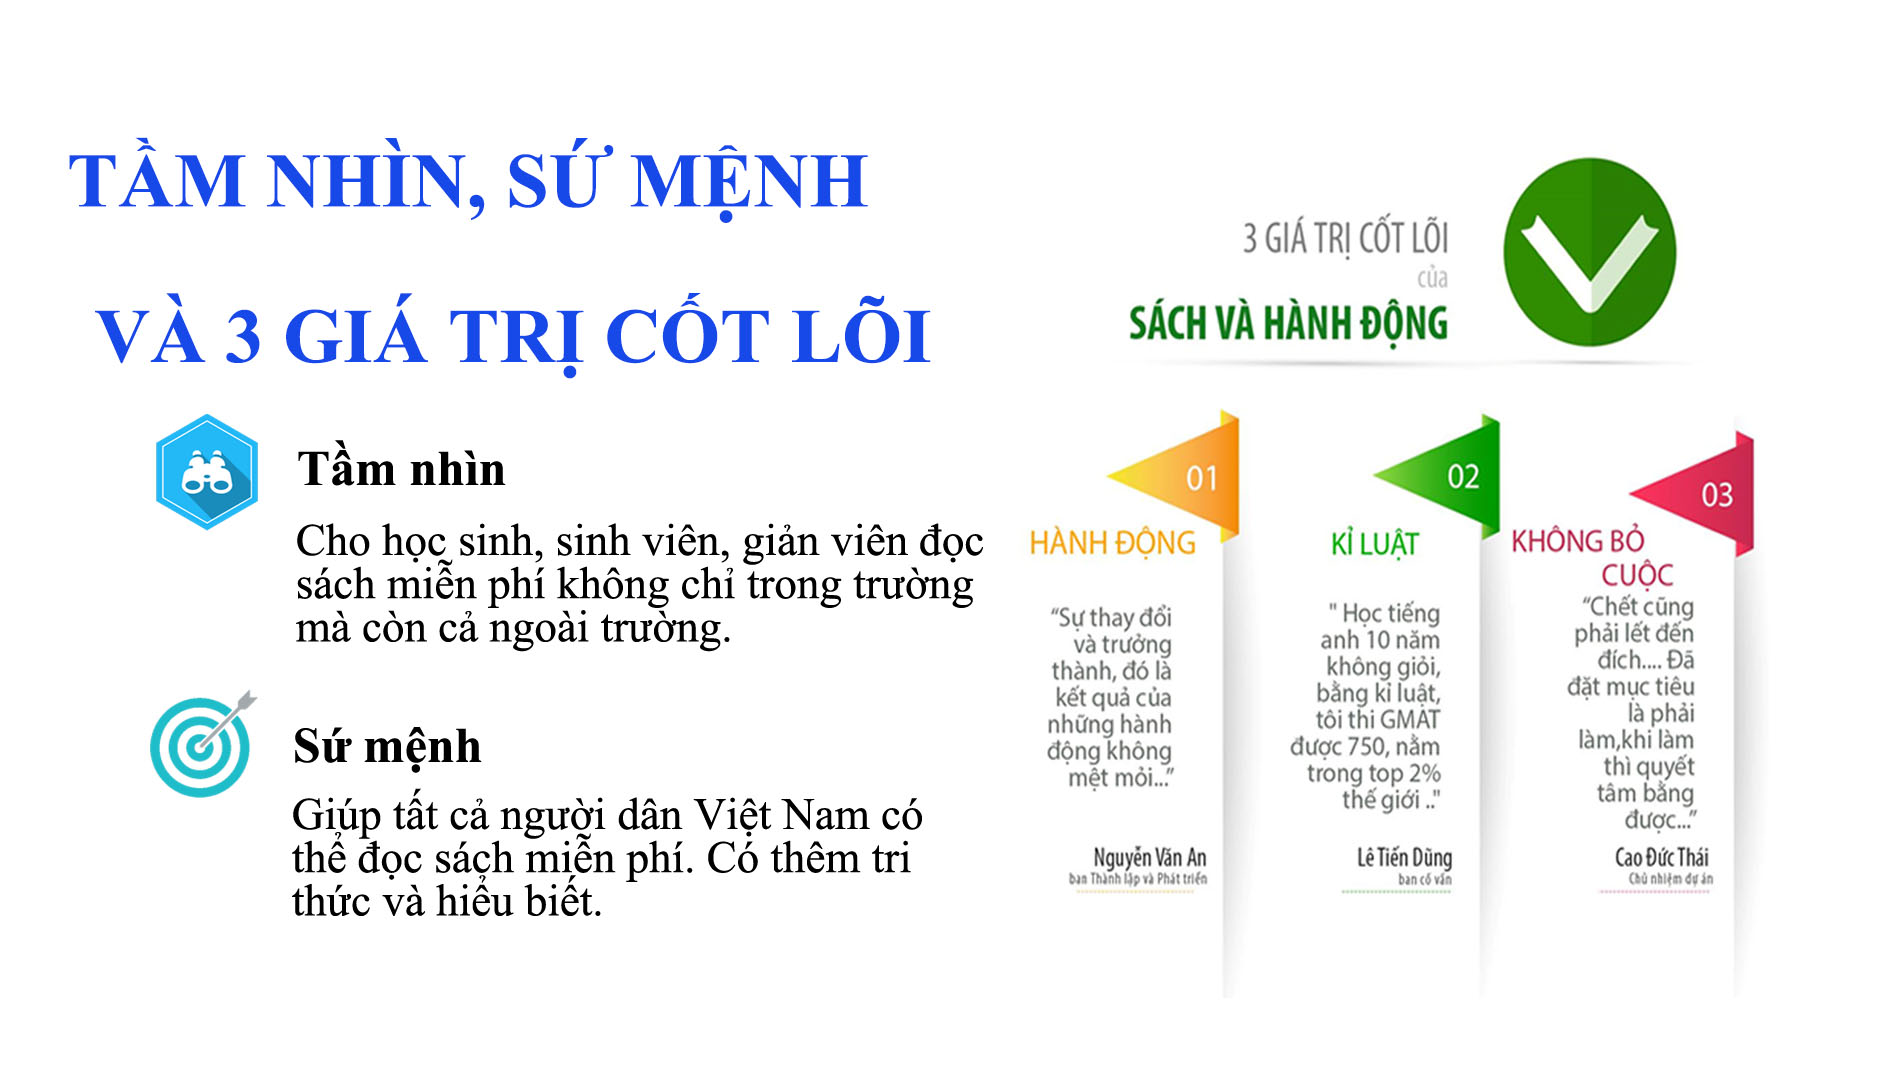 TẦM NHÌN, SỨ MỆNH
VÀ 3 GIÁ TRỊ CỐT LÕI
Tầm nhìn
Cho học sinh, sinh viên, giản viên đọc
sách miễn phí không chỉ trong trường
mà còn cả ngoài trường.
Sứ mệnh
Giúp tất cả người dân Việt Nam có
thể đọc sách miễn phí. Có thêm tri
thức và hiểu biết.
3 GIÁ TRỊ CỐT LÕI
của
SÁCH VÀ HÀNH ĐỘNG
01
HÀNH ĐỘNG
“Sự thay đổi
và trưởng
thành, đó là
kết quả của
những hành
động không
mệt mỏi...”
Nguyễn Văn An
ban Thành lập và Phát triển
02
KỈ LUẬT
" Học tiếng
anh 10 năm
không giỏi,
bằng kỉ luật,
tôi thi GMAT
được 750, nằm
trong top 2%
thế giới .."
Lê Tiến Dũng
ban cố vấn
03
KHÔNG BỎ
CUỘC
“Chết cũng
phải lết đến
đích.... Đã
đặt mục tiêu
là phải
làm,khi làm
thì quyết
tâm bằng
được...”
Cao Đức Thái
Chủ nhiệm dự án